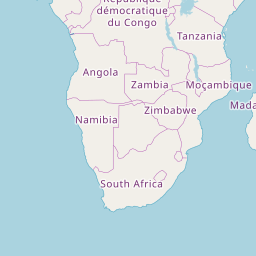 République
démocratique
du Congo
Tanzania
Angola
Zambia
Moçambique
Mada
Zimbabwe
Namibia
South Africa